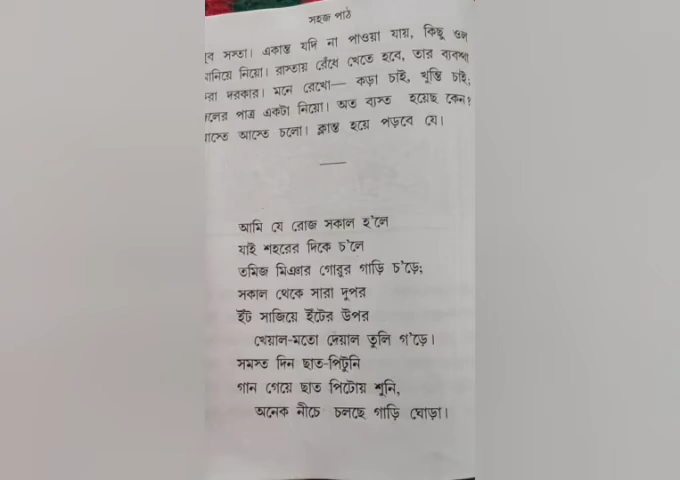 সহজ পাঠ
সস্তা। একান্ত যদি না পাওয়া যায়, কিছু ওল
নিয়ে নিয়ো। রাস্তায় রেঁধে খেতে হবে, তার ব্যবস্থা
দরকার। মনে রেখো— কড়া চাই, খুন্তি চাই;
পাত্র একটা নিয়ো। অত ব্যস্ত হয়েছ কেন?
আস্তে চলো। ক্লান্ত হয়ে পড়বে যে।
আমি যে রোজ সকাল হ'লে
যাই শহরের দিকে চ'লে
তমিজ মিঞার গোরুর গাড়ি চ'ড়ে;
সকাল থেকে সারা দুপর
ইঁট সাজিয়ে ইঁটের উপর
খেয়াল-মতো দেয়াল তুলি গ'ড়ে।
সমস্ত দিন ছাত-পিটুনি
গান গেয়ে ছাত পিটোয় শুনি,
অনেক নীচে চলছে গাড়ি ঘোড়া।